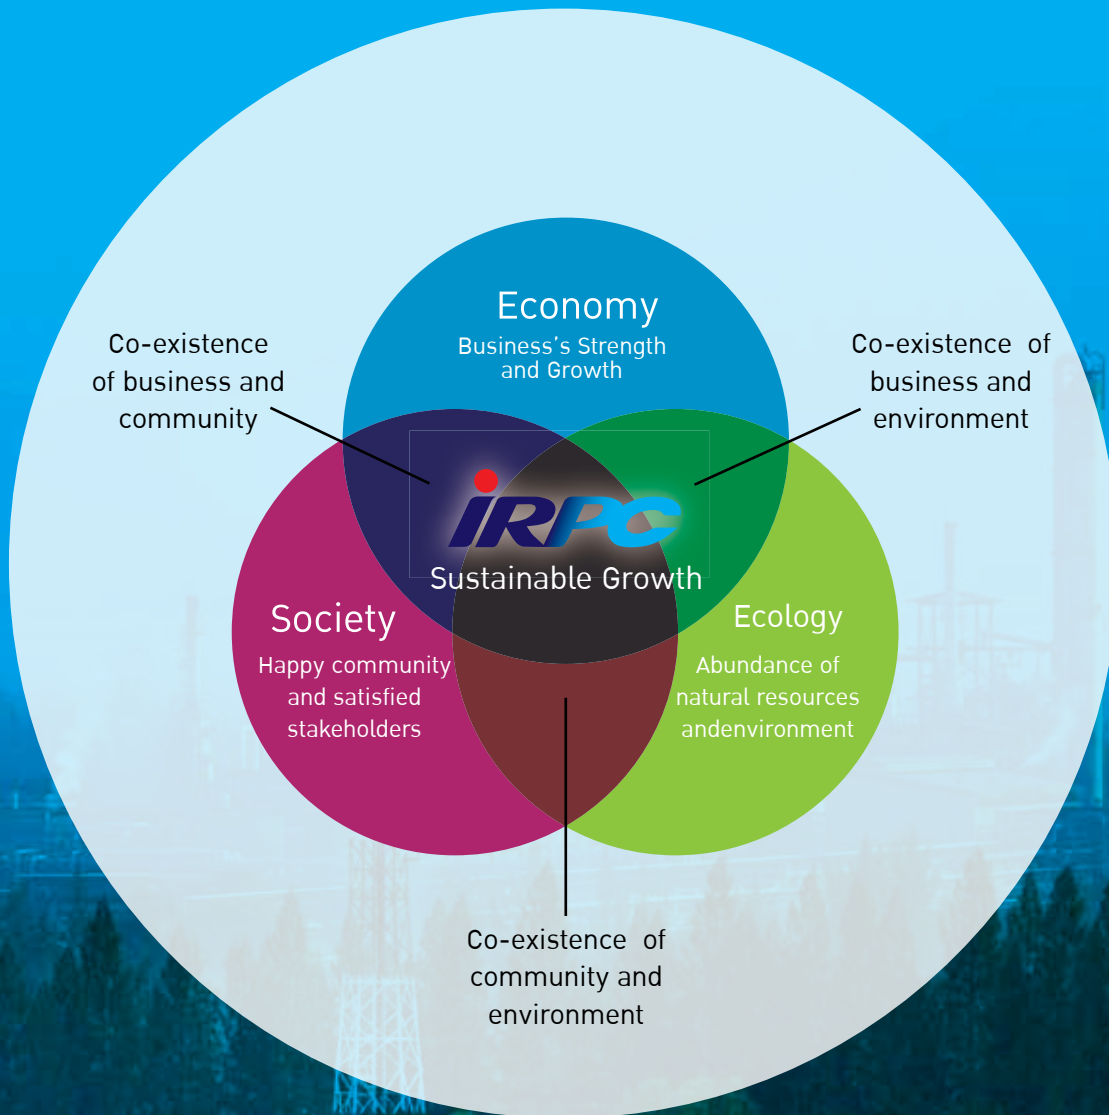 Economy
Business's Strength
and Growth
Co-existence
of business and
community
Co-existence of
business and
environment
iRPC
Sustainable Growth
Society
Happy community
and satisfied
stakeholders
Ecology
Abundance of
natural resources
andenvironment
Co-existence of
community and
environment